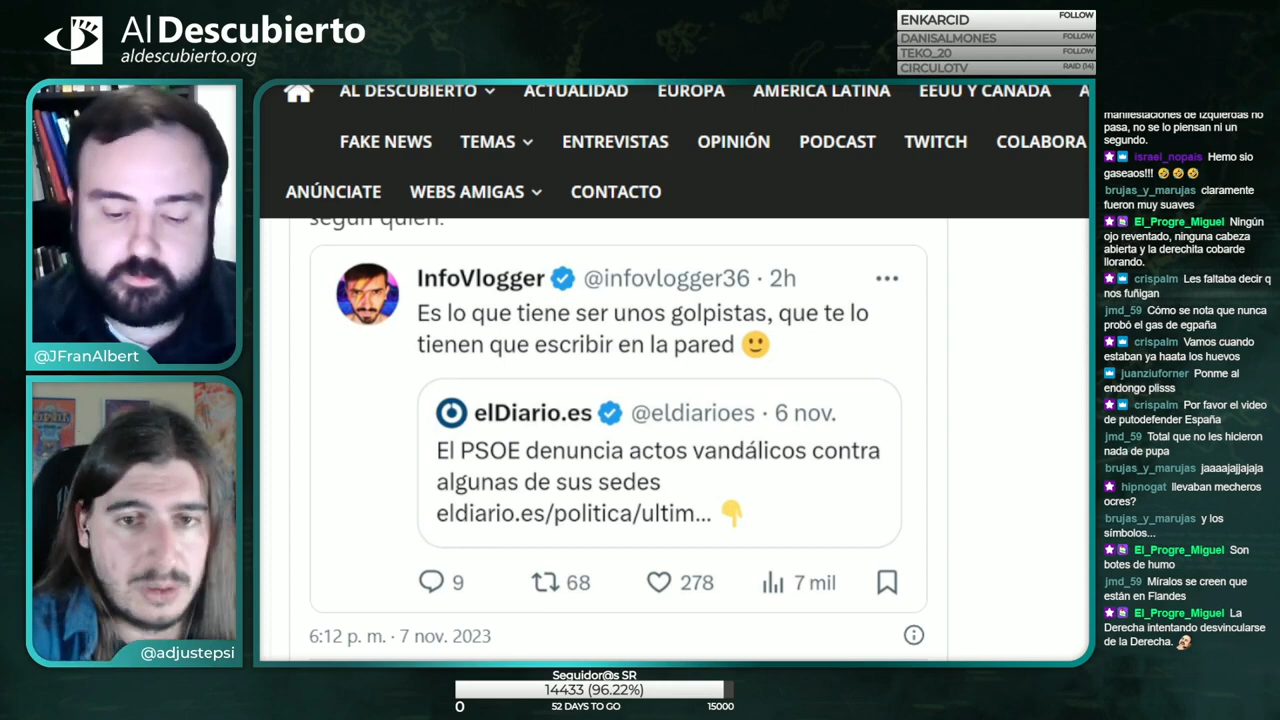 Al Descubierto
aldescubierto.org
ENKARCID FOLLOW
DANISALMONES FOLLOW
TEKO_20 FOLLOW
CIRCULOTV RAID (14)
@JFranAlbert
@adjustepsi
AL DESCUBIERTO ACTUALIDAD EUROPA AMÉRICA LATINA EEUU Y CANADÁ A
FAKE NEWS TEMAS ENTREVISTAS OPINIÓN PODCAST TWITCH COLABORA
ANÚNCIATE WEBS AMIGAS CONTACTO
según quien.
InfoVlogger @infovlogger36 · 2h
Es lo que tiene ser unos golpistas, que te lo
tienen que escribir en la pared 🙂
elDiario.es @eldiarioes · 6 nov.
El PSOE denuncia actos vandálicos contra
algunas de sus sedes
eldiario.es/politica/ultim... 👇
9 68 278 7 mil
6:12 p. m. · 7 nov. 2023
manifestaciones de izquierdas no
pasa, no se lo piensan ni un
segundo.
israel_nopais Hemo sio
gaseaos!!! 🤣 🤣 🤣
brujas_y_marujas claramente
fueron muy suaves
El_Progre_Miguel Ningún
ojo reventado, ninguna cabeza
abierta y la derechita cobarde
llorando.
crispalm Les faltaba decir q
nos fuñigan
jmd_59 Cómo se nota que nunca
probó el gas de egpaña
crispalm Vamos cuando
estaban ya haata los huevos
juanziuforner Ponme al
endongo plisss
crispalm Por favor el video
de putodefender España
jmd_59 Total que no les hicieron
nada de pupa
brujas_y_marujas jaaaajajjajaja
hipnogat llevaban mecheros
ocres?
brujas_y_marujas y los
símbolos...
El_Progre_Miguel Son
botes de humo
jmd_59 Míralos se creen que
están en Flandes
El_Progre_Miguel La
Derecha intentando desvincularse
de la Derecha.
Seguidor@s SR
14433 (96.22%)
0 52 DAYS TO GO 15000